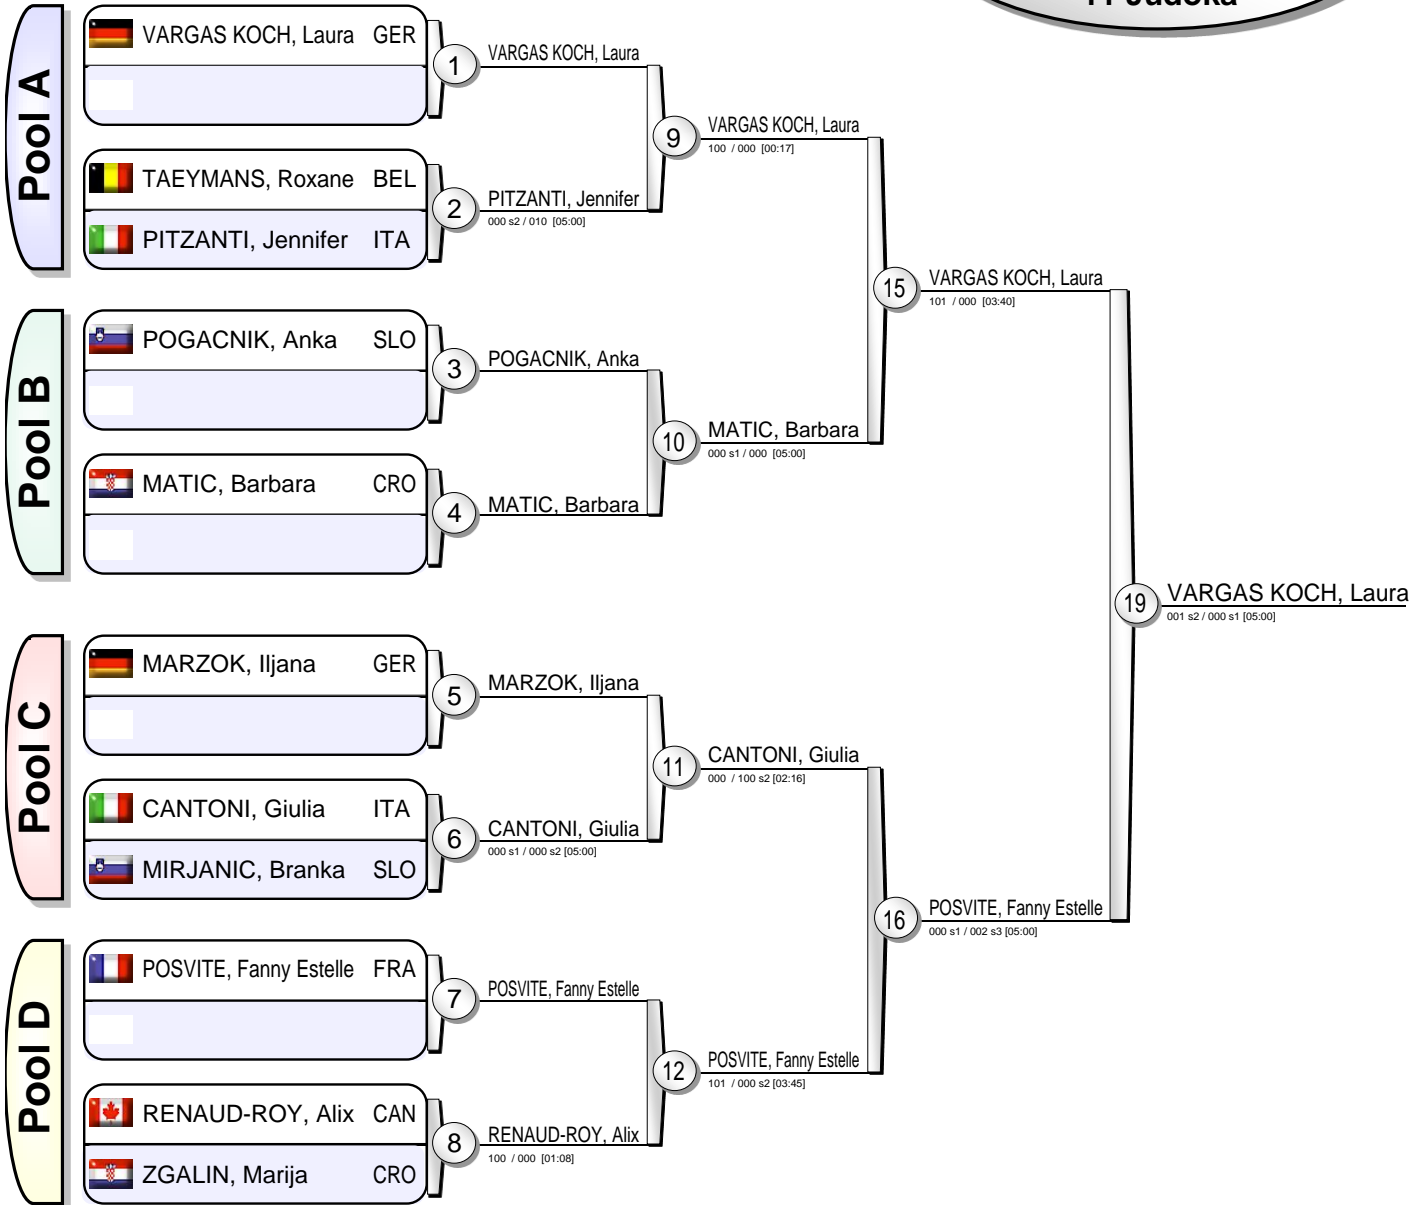 11 Judoka
Pool A
VARGAS KOCH, Laura GER
1
VARGAS KOCH, Laura
TAEYMANS, Roxane BEL
PITZANTI, Jennifer ITA
2
PITZANTI, Jennifer
000 s2 / 010 [05:00]
9
VARGAS KOCH, Laura
100 / 000 [00:17]
Pool B
POGACNIK, Anka SLO
3
POGACNIK, Anka
MATIC, Barbara CRO
4
MATIC, Barbara
10
MATIC, Barbara
000 s1 / 000 [05:00]
15
VARGAS KOCH, Laura
101 / 000 [03:40]
Pool C
MARZOK, Iljana GER
5
MARZOK, Iljana
CANTONI, Giulia ITA
MIRJANIC, Branka SLO
6
CANTONI, Giulia
000 s1 / 000 s2 [05:00]
11
CANTONI, Giulia
000 / 100 s2 [02:16]
Pool D
POSVITE, Fanny Estelle FRA
7
POSVITE, Fanny Estelle
RENAUD-ROY, Alix CAN
ZGALIN, Marija CRO
8
RENAUD-ROY, Alix
100 / 000 [01:08]
12
POSVITE, Fanny Estelle
101 / 000 s2 [03:45]
16
POSVITE, Fanny Estelle
000 s1 / 002 s3 [05:00]
19
VARGAS KOCH, Laura
001 s2 / 000 s1 [05:00]